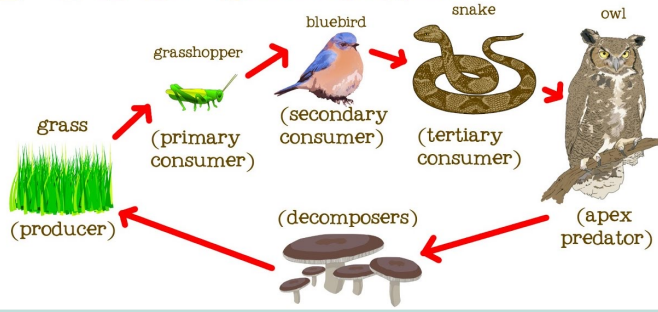 grass
(producer)
grasshopper
(primary
consumer)
bluebird
(secondary
consumer)
snake
(tertiary
consumer)
owl
(apex
predator)
(decomposers)